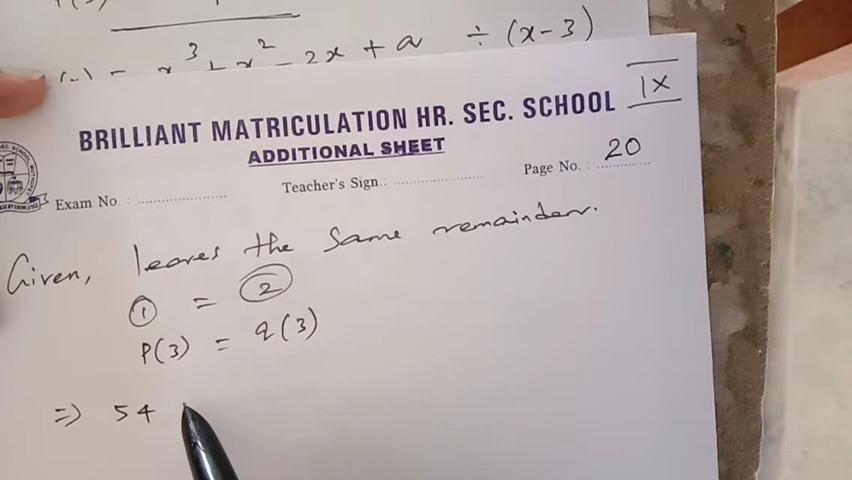 x³ + x² - 2x + a ÷ (x-3)
IX
BRILLIANT MATRICULATION HR. SEC. SCHOOL
ADDITIONAL SHEET
Exam No. : .................... Teacher's Sign.: .................... Page No. : 20
Given, leaves the same remainder.
① = ②
P(3) = q(3)
⇒ 54